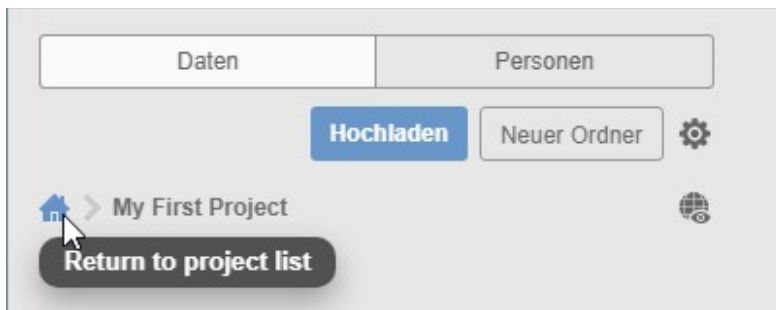 Daten Personen
Hochladen Neuer Ordner
My First Project
Return to project list